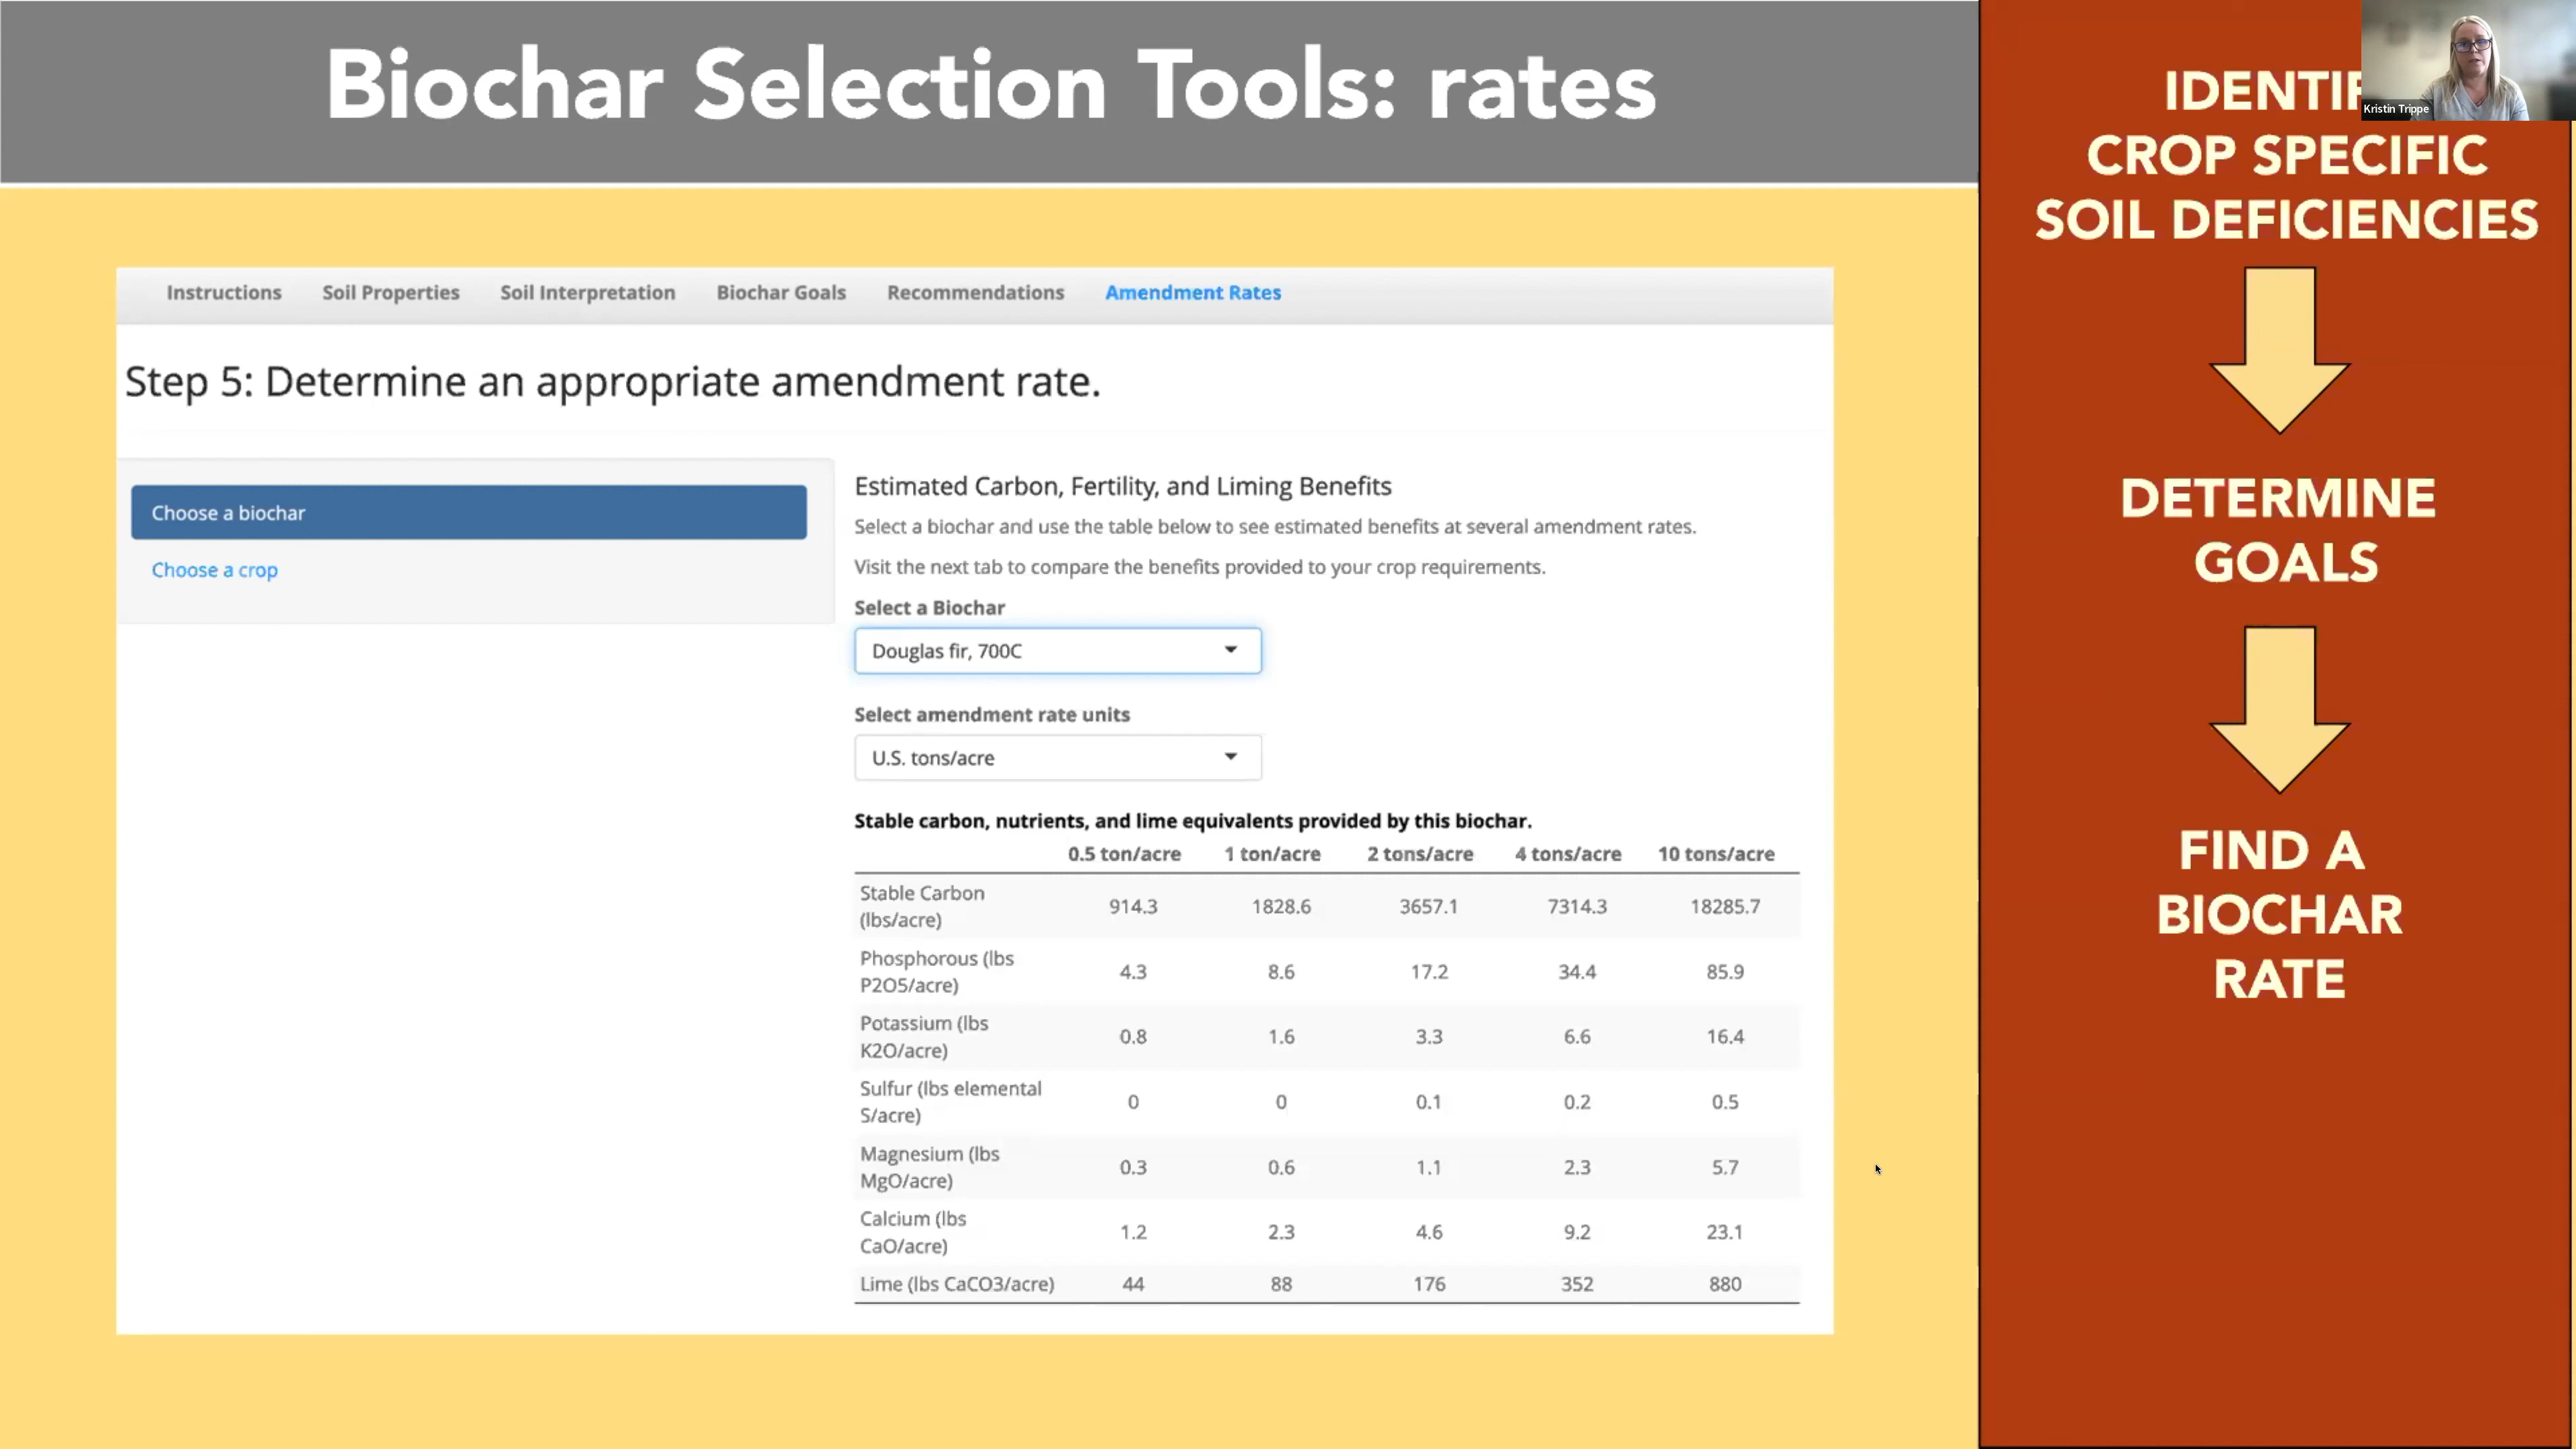 Biochar Selection Tools: rates
Instructions Soil Properties Soil Interpretation Biochar Goals Recommendations Amendment Rates
Step 5: Determine an appropriate amendment rate.
Choose a biochar
Choose a crop
Estimated Carbon, Fertility, and Liming Benefits
Select a biochar and use the table below to see estimated benefits at several amendment rates.
Visit the next tab to compare the benefits provided to your crop requirements.
Select a Biochar
Douglas fir, 700C
Select amendment rate units
U.S. tons/acre
Stable carbon, nutrients, and lime equivalents provided by this biochar.
0.5 ton/acre 1 ton/acre 2 tons/acre 4 tons/acre 10 tons/acre
Stable Carbon
(lbs/acre) 914.3 1828.6 3657.1 7314.3 18285.7
Phosphorous (lbs
P2O5/acre) 4.3 8.6 17.2 34.4 85.9
Potassium (lbs
K2O/acre) 0.8 1.6 3.3 6.6 16.4
Sulfur (lbs elemental
S/acre) 0 0 0.1 0.2 0.5
Magnesium (lbs
MgO/acre) 0.3 0.6 1.1 2.3 5.7
Calcium (lbs
CaO/acre) 1.2 2.3 4.6 9.2 23.1
Lime (lbs CaCO3/acre) 44 88 176 352 880
Kristin Trippe
CROP SPECIFIC
SOIL DEFICIENCIES
DETERMINE
GOALS
FIND A
BIOCHAR
RATE